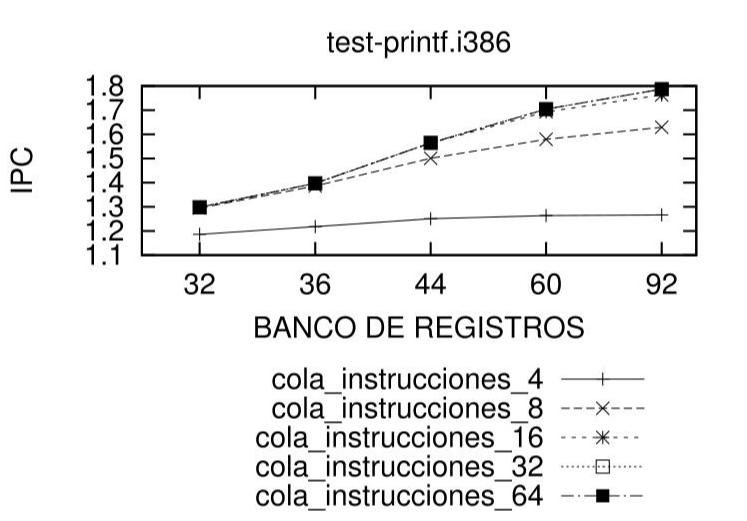 test-printf.i386
1.8
1.7
1.6
1.5
1.4
1.3
1.2
1.1
IPC
32 36 44 60 92
BANCO DE REGISTROS
cola_instrucciones_4
cola_instrucciones_8
cola_instrucciones_16
cola_instrucciones_32
cola_instrucciones_64